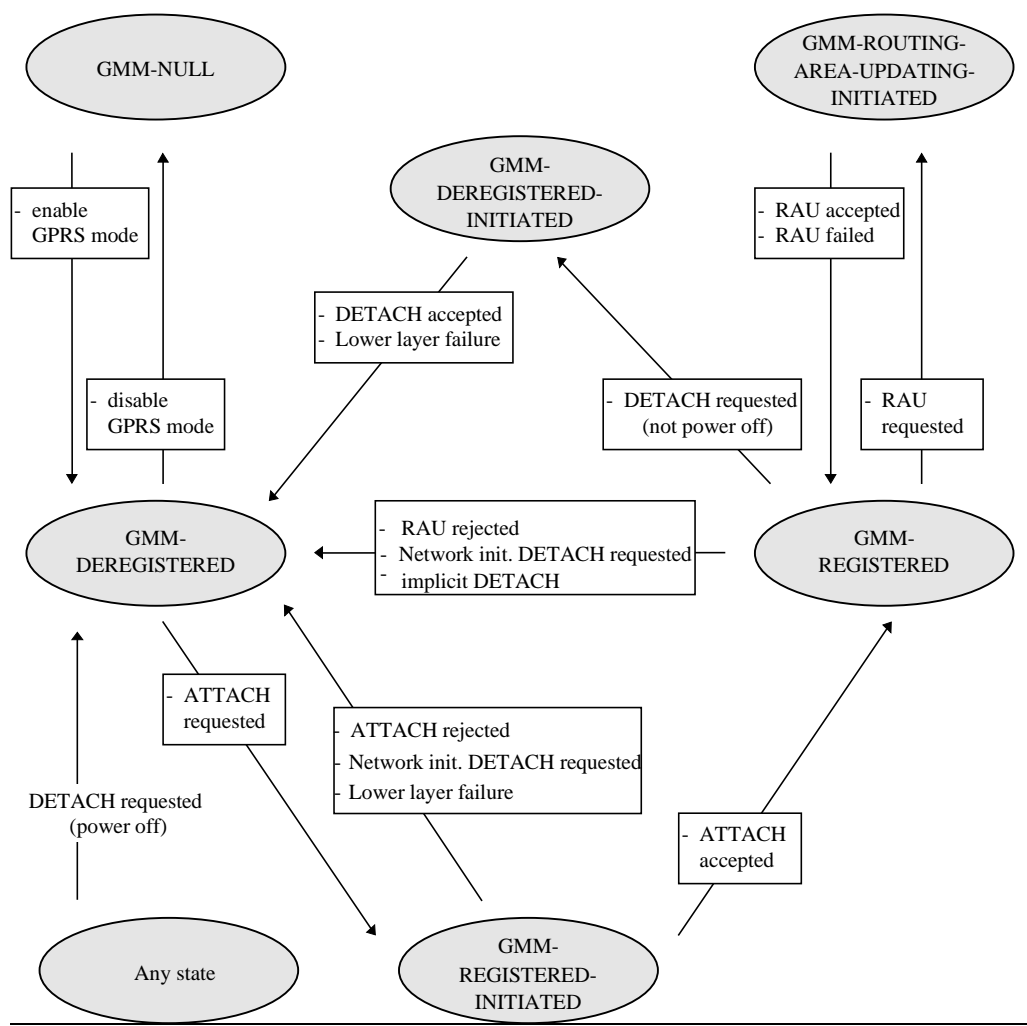 GMM-NULL
GMM-ROUTING-
AREA-UPDATING-
INITIATED
GMM-
DEREGISTERED-
INITIATED
- enable
GPRS mode
- RAU accepted
- RAU failed
- DETACH accepted
- Lower layer failure
- disable
GPRS mode
- DETACH requested
(not power off)
- RAU
requested
GMM-
DEREGISTERED
- RAU rejected
- Network init. DETACH requested
- implicit DETACH
GMM-
REGISTERED
- ATTACH
requested
- ATTACH rejected
- Network init. DETACH requested
- Lower layer failure
DETACH requested
(power off)
- ATTACH
accepted
Any state
GMM-
REGISTERED-
INITIATED